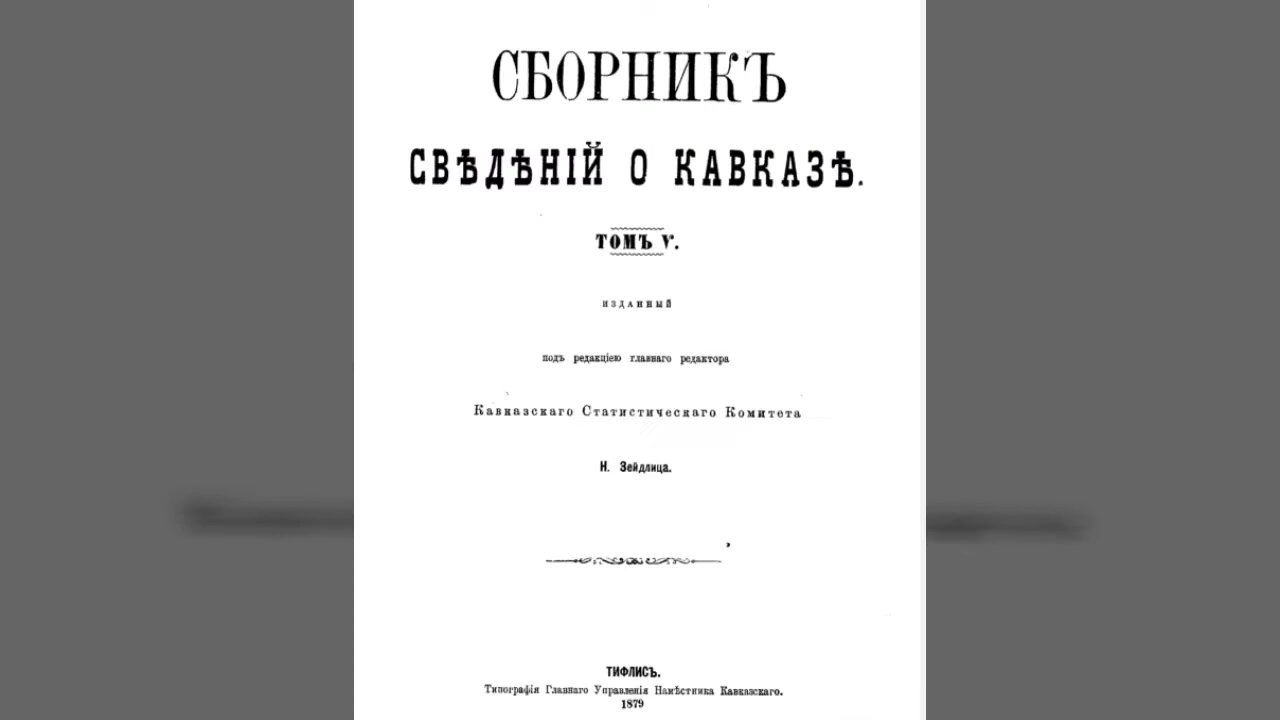 СБОРНИКЪ
СВѢДѢНІЙ О КАВКАЗѢ.
ТОМЪ V.
ИЗДАННЫЙ
подъ редакціею главнаго редактора
Кавказскаго Статистическаго Комитета
Н. Зейдлица.
ТИФЛИСЪ.
Типографія Главнаго Управленія Намѣстника Кавказскаго.
1879